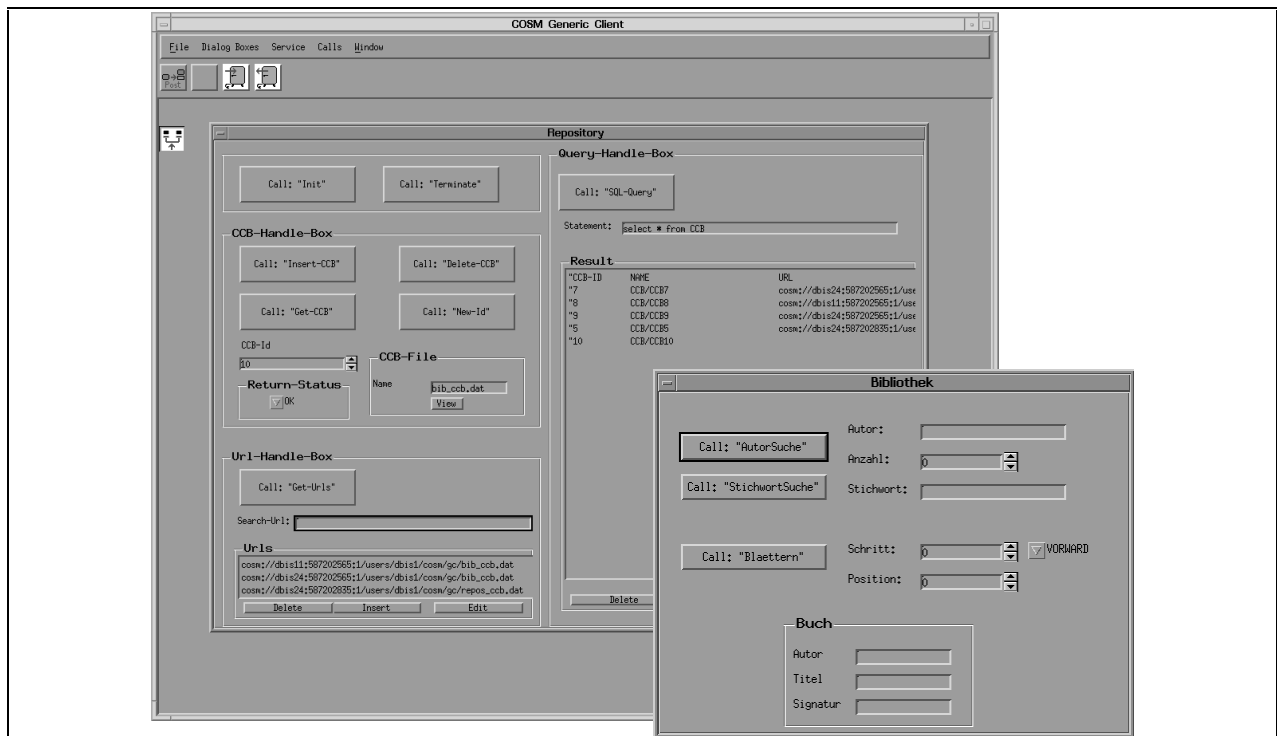 COSM Generic Client
File Dialog Boxes Service Calls Window
Post
Repository
Call: "Init" Call: "Terminate"
CCB-Handle-Box
Call: "Insert-CCB" Call: "Delete-CCB"
Call: "Get-CCB" Call: "New-Id"
CCB-Id
10
Return-Status
OK
CCB-File
Name bib_ccb.dat
View
Url-Handle-Box
Call: "Get-Urls"
Search-Url:
Urls
cosm://dbis11:587202565:1/users/dbis1/cosm/gc/bib_ccb.dat
cosm://dbis24:587202565:1/users/dbis1/cosm/gc/bib_ccb.dat
cosm://dbis24:587202835:1/users/dbis1/cosm/gc/repos_ccb.dat
Delete Insert Edit
Query-Handle-Box
Call: "SQL-Query"
Statement: select * from CCB
Result
"CCB-ID NAME URL
"7 CCB/CCB7 cosm://dbis24:587202565:1/use
"8 CCB/CCB8 cosm://dbis11:587202565:1/use
"9 CCB/CCB9 cosm://dbis24:587202565:1/use
"5 CCB/CCB5 cosm://dbis24:587202835:1/use
"10 CCB/CCB10
Delete
Bibliothek
Call: "AutorSuche"
Autor:
Anzahl: 0
Call: "StichwortSuche" Stichwort:
Call: "Blaettern" Schritt: 0 VORWARD
Position: 0
Buch
Autor
Titel
Signatur